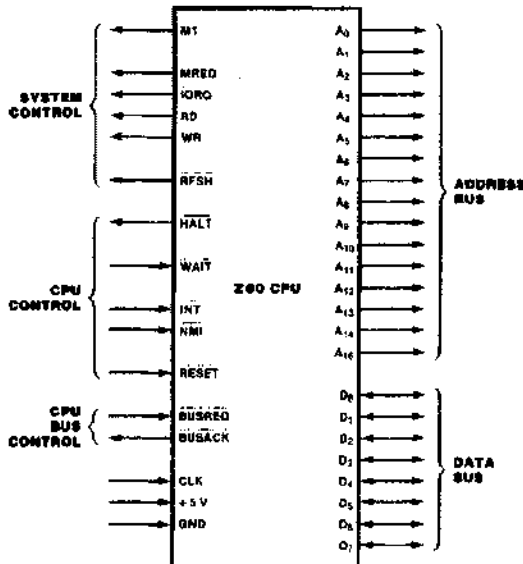 M1
MREQ
IORQ
RD
WR
RFSH
SYSTEM
CONTROL
HALT
WAIT
INT
NMI
RESET
CPU
CONTROL
BUSREQ
BUSACK
CPU
BUS
CONTROL
CLK
+5V
GND
Z80 CPU
A0
A1
A2
A3
A4
A5
A6
A7
A8
A9
A10
A11
A12
A13
A14
A15
ADDRESS
BUS
D0
D1
D2
D3
D4
D5
D6
D7
DATA
BUS